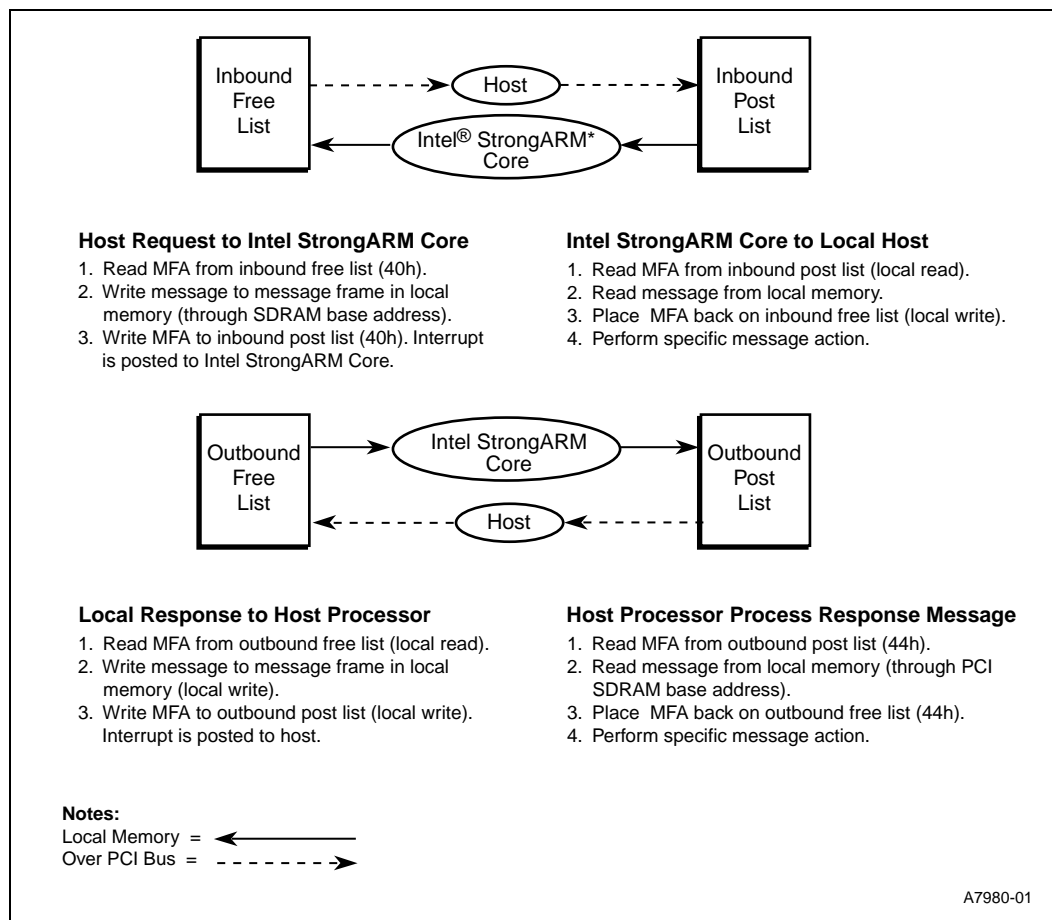 Inbound
Free
List
Host
Intel® StrongARM*
Core
Inbound
Post
List
Host Request to Intel StrongARM Core
1. Read MFA from inbound free list (40h).
2. Write message to message frame in local
memory (through SDRAM base address).
3. Write MFA to inbound post list (40h). Interrupt
is posted to Intel StrongARM Core.
Intel StrongARM Core to Local Host
1. Read MFA from inbound post list (local read).
2. Read message from local memory.
3. Place MFA back on inbound free list (local write).
4. Perform specific message action.
Outbound
Free
List
Intel StrongARM
Core
Host
Outbound
Post
List
Local Response to Host Processor
1. Read MFA from outbound free list (local read).
2. Write message to message frame in local
memory (local write).
3. Write MFA to outbound post list (local write).
Interrupt is posted to host.
Host Processor Process Response Message
1. Read MFA from outbound post list (44h).
2. Read message from local memory (through PCI
SDRAM base address).
3. Place MFA back on outbound free list (44h).
4. Perform specific message action.
Notes:
Local Memory =
Over PCI Bus =
A7980-01